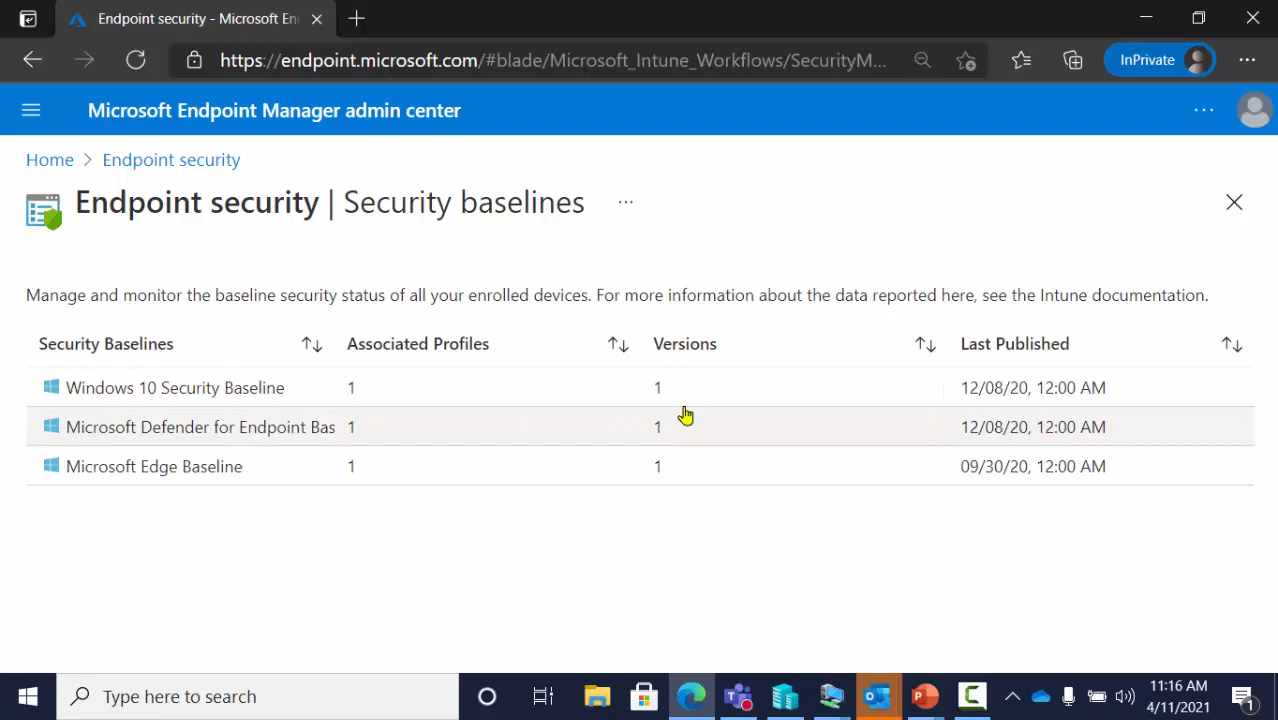 Endpoint security - Microsoft En
https://endpoint.microsoft.com/#blade/Microsoft_Intune_Workflows/SecurityM...
InPrivate
Microsoft Endpoint Manager admin center
Home > Endpoint security
Endpoint security | Security baselines
Manage and monitor the baseline security status of all your enrolled devices. For more information about the data reported here, see the Intune documentation.
Security Baselines Associated Profiles Versions Last Published
Windows 10 Security Baseline 1 1 12/08/20, 12:00 AM
Microsoft Defender for Endpoint Bas 1 1 12/08/20, 12:00 AM
Microsoft Edge Baseline 1 1 09/30/20, 12:00 AM
Type here to search
11:16 AM
4/11/2021
1